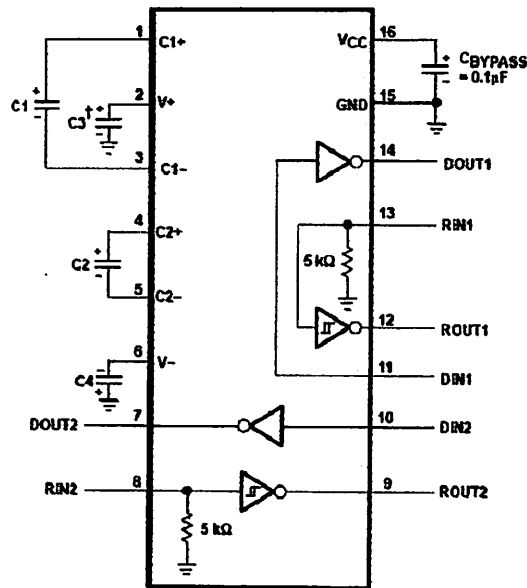 1 C1+
VCC 16
+ CBYPASS
= 0.1µF
-
+
C1
-
2 V+
C3† +
-
GND 15
14 DOUT1
3 C1−
4 C2+
13 RIN1
5 kΩ
+
C2
-
5 C2−
12 ROUT1
6 V−
-
C4
+
11 DIN1
DOUT2 7
10 DIN2
RIN2 8
9 ROUT2
5 kΩ